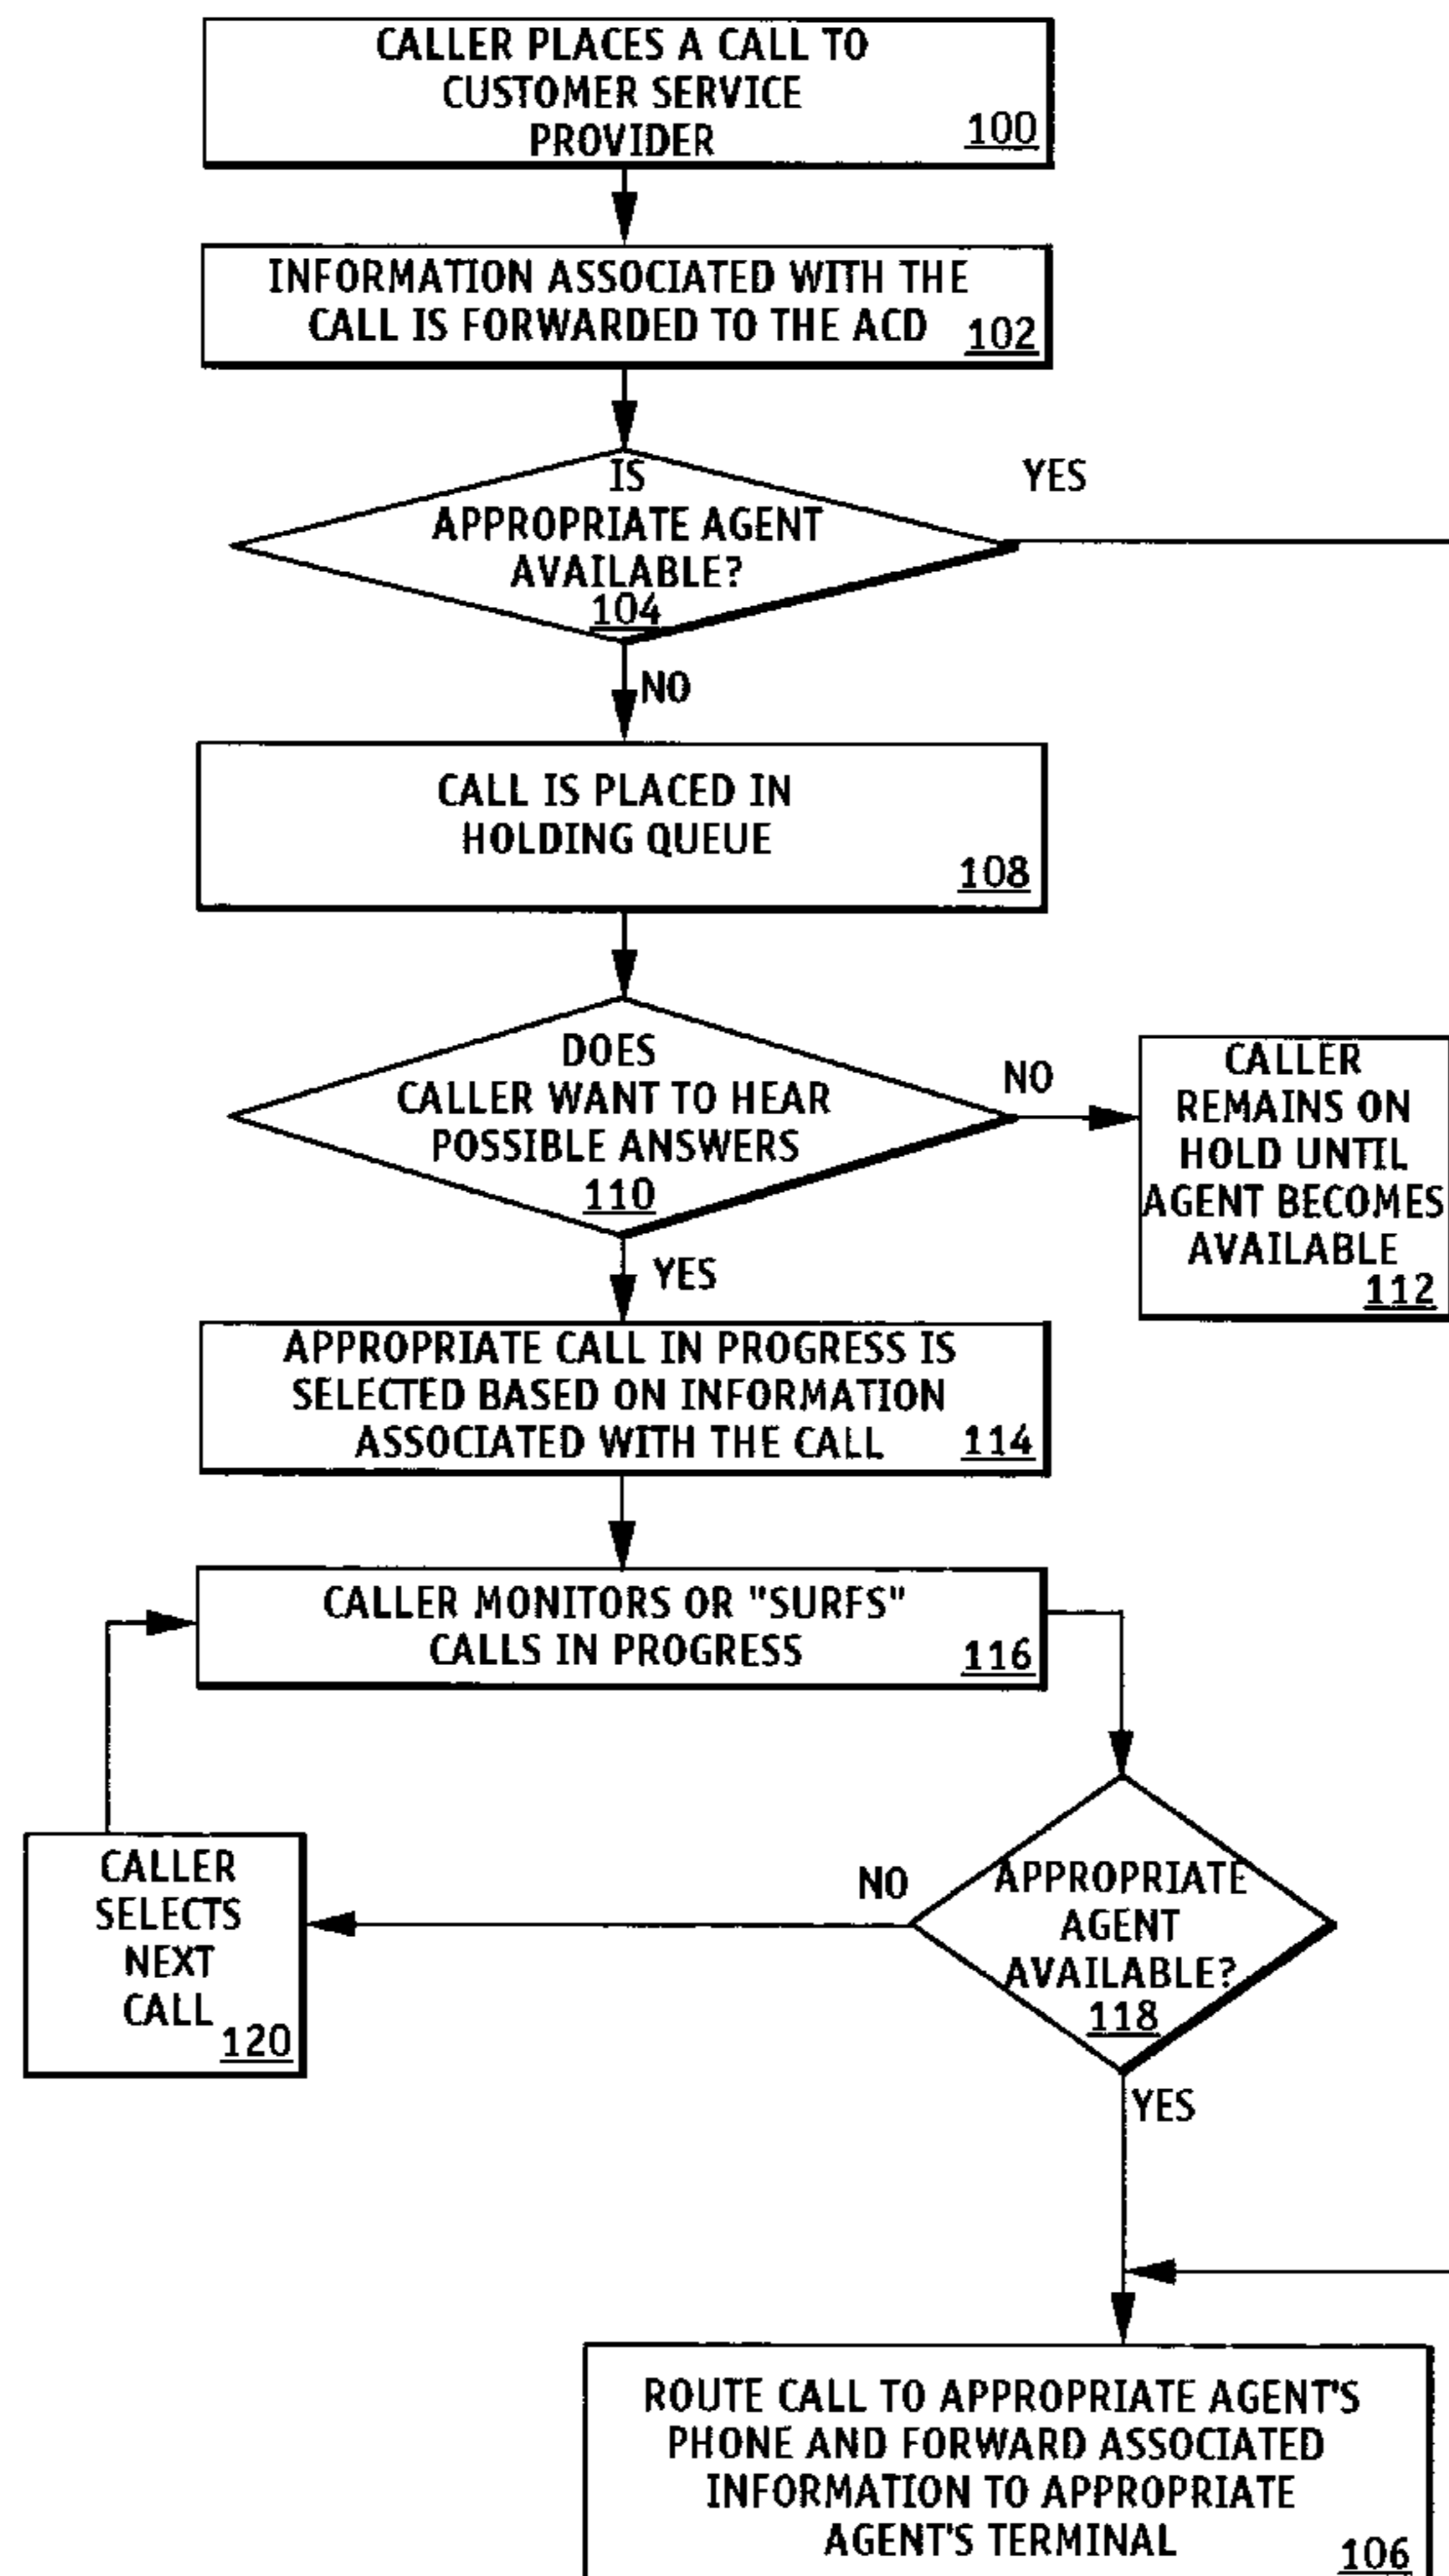 CALLER PLACES A CALL TO
CUSTOMER SERVICE
PROVIDER
100
INFORMATION ASSOCIATED WITH THE
CALL IS FORWARDED TO THE ACD
102
IS
APPROPRIATE AGENT
AVAILABLE?
104
YES
NO
CALL IS PLACED IN
HOLDING QUEUE
108
DOES
CALLER WANT TO HEAR
POSSIBLE ANSWERS
110
NO
CALLER
REMAINS ON
HOLD UNTIL
AGENT BECOMES
AVAILABLE
112
YES
APPROPRIATE CALL IN PROGRESS IS
SELECTED BASED ON INFORMATION
ASSOCIATED WITH THE CALL
114
CALLER MONITORS OR "SURFS"
CALLS IN PROGRESS
116
APPROPRIATE
AGENT
AVAILABLE?
118
NO
CALLER
SELECTS
NEXT
CALL
120
YES
ROUTE CALL TO APPROPRIATE AGENT'S
PHONE AND FORWARD ASSOCIATED
INFORMATION TO APPROPRIATE
AGENT'S TERMINAL
106